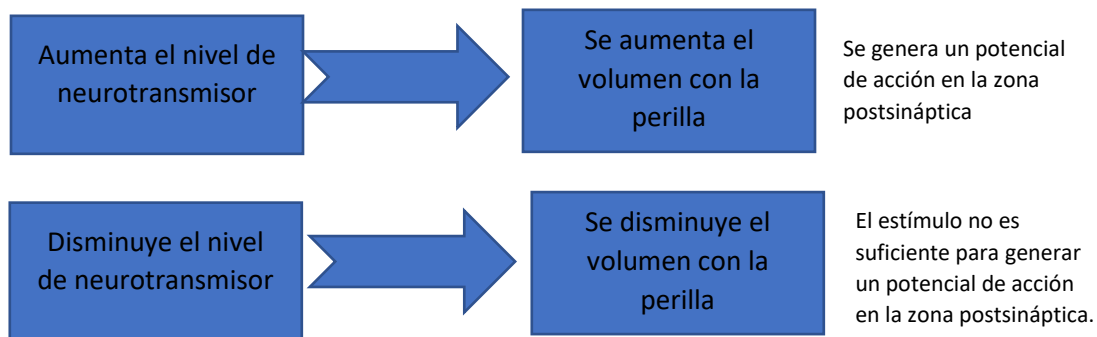 Aumenta el nivel de
neurotransmisor
Se aumenta el
volumen con la
perilla
Se genera un potencial
de acción en la zona
postsináptica
Disminuye el nivel
de neurotransmisor
Se disminuye el
volumen con la
perilla
El estímulo no es
suficiente para generar
un potencial de acción
en la zona postsináptica.